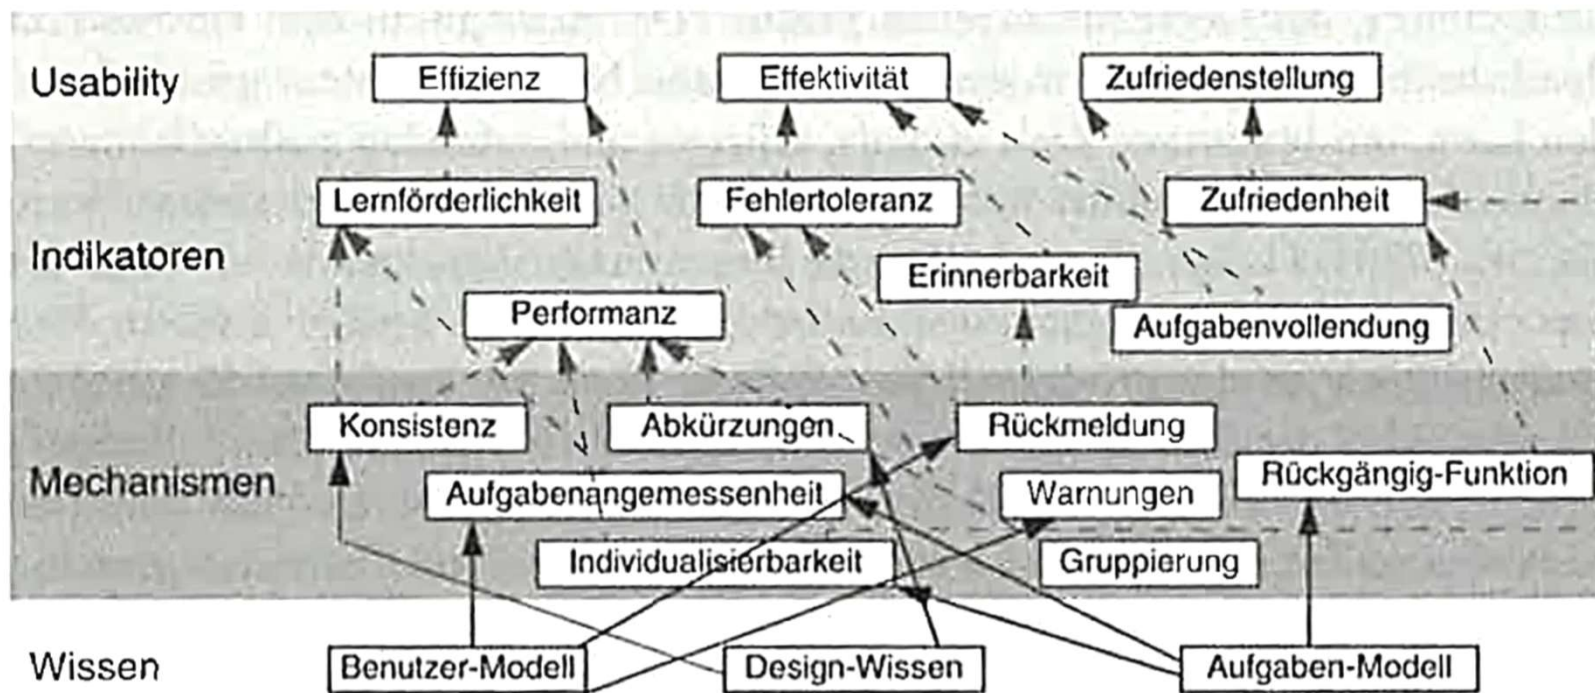 Usability
Effizienz
Effektivität
Zufriedenstellung
Lernförderlichkeit
Fehlertoleranz
Zufriedenheit
Indikatoren
Erinnerbarkeit
Performanz
Aufgabenvollendung
Konsistenz
Abkürzungen
Rückmeldung
Mechanismen
Aufgabenangemessenheit
Warnungen
Rückgängig-Funktion
Individualisierbarkeit
Gruppierung
Wissen
Benutzer-Modell
Design-Wissen
Aufgaben-Modell